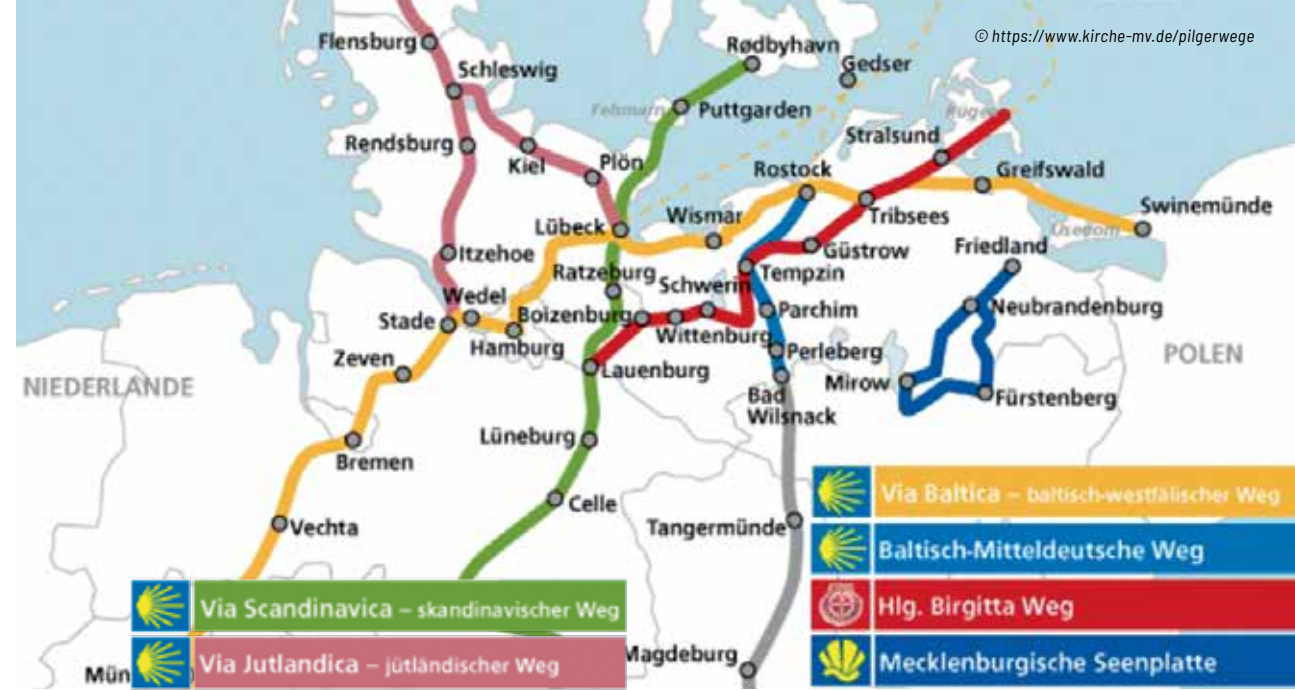 © https://www.kirche-mv.de/pilgerwege
Flensburg
Rødbyhavn
Gedser
Schleswig
Fehmarn
Puttgarden
Rügen
Stralsund
Rendsburg
Kiel
Plön
Rostock
Greifswald
Lübeck
Wismar
Tribsees
Swinemünde
Usedom
Itzehoe
Güstrow
Friedland
Ratzeburg
Schwerin
Tempzin
Wedel
Boizenburg
Parchim
Neubrandenburg
Stade
Hamburg
Wittenburg
Zeven
Perleberg
POLEN
NIEDERLANDE
Lauenburg
Mirow
Bad
Wilsnack
Fürstenberg
Lüneburg
Bremen
Celle
Vechta
Tangermünde
Via Baltica – baltisch-westfälischer Weg
Baltisch-Mitteldeutsche Weg
Hlg. Birgitta Weg
Mecklenburgische Seenplatte
Via Scandinavica – skandinavischer Weg
Via Jutlandica – jütländischer Weg
Magdeburg
Mün